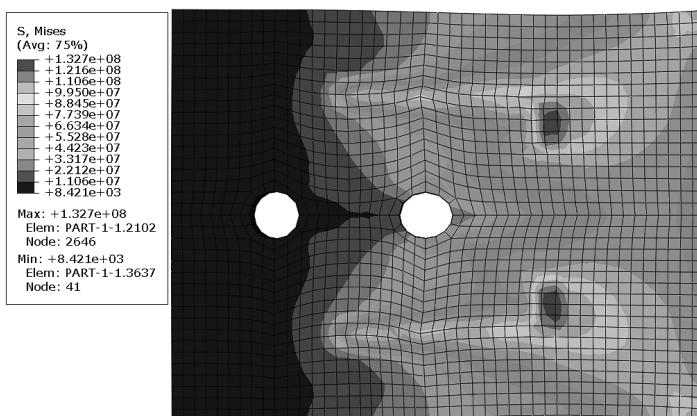 S, Mises
(Avg: 75%)
+1.327e+08
+1.216e+08
+1.106e+08
+9.950e+07
+8.845e+07
+7.739e+07
+6.634e+07
+5.528e+07
+4.423e+07
+3.317e+07
+2.212e+07
+1.106e+07
+8.421e+03
Max: +1.327e+08
Elem: PART-1-1.2102
Node: 2646
Min: +8.421e+03
Elem: PART-1-1.3637
Node: 41